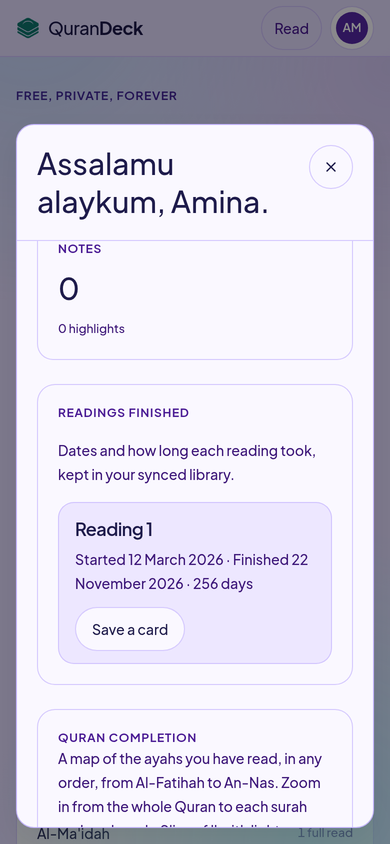 QuranDeck
Read
AM
FREE, PRIVATE, FOREVER
Assalamu
alaykum, Amina.
NOTES
0
0 highlights
READINGS FINISHED
Dates and how long each reading took,
kept in your synced library.
Reading 1
Started 12 March 2026 · Finished 22
November 2026 · 256 days
Save a card
QURAN COMPLETION
A map of the ayahs you have read, in any
order, from Al-Fatihah to An-Nas. Zoom
in from the whole Quran to each surah
Al-Ma'idah
1 full read